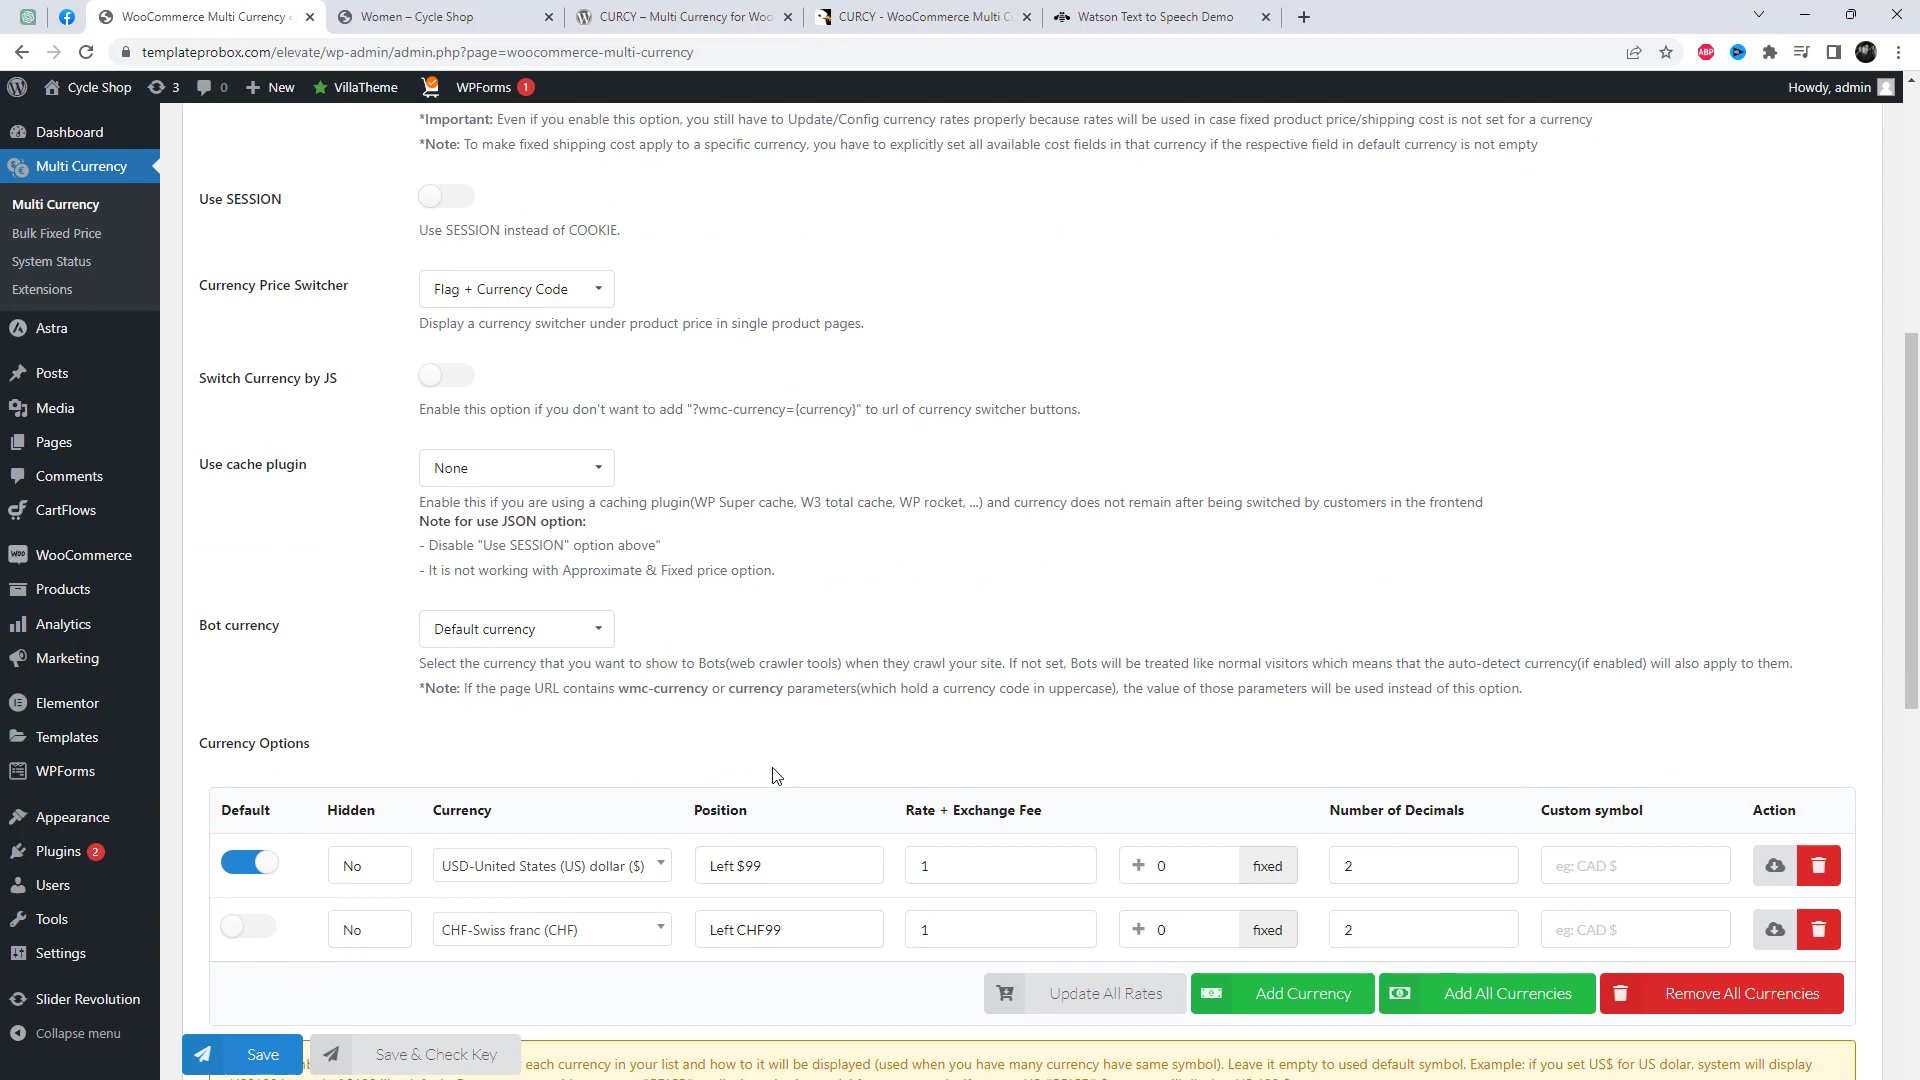 WooCommerce Multi Currency
Women – Cycle Shop
CURCY – Multi Currency for Woo
CURCY - WooCommerce Multi C
Watson Text to Speech Demo
templateprobox.com/elevate/wp-admin/admin.php?page=woocommerce-multi-currency
ABP
Cycle Shop
3
0
New
VillaTheme
WPForms 1
Howdy, admin
Dashboard
Multi Currency
Multi Currency
Bulk Fixed Price
System Status
Extensions
Astra
Posts
Media
Pages
Comments
CartFlows
WooCommerce
Products
Analytics
Marketing
Elementor
Templates
WPForms
Appearance
Plugins 2
Users
Tools
Settings
Slider Revolution
Collapse menu
*Important: Even if you enable this option, you still have to Update/Config currency rates properly because rates will be used in case fixed product price/shipping cost is not set for a currency
*Note: To make fixed shipping cost apply to a specific currency, you have to explicitly set all available cost fields in that currency if the respective field in default currency is not empty
Use SESSION
Use SESSION instead of COOKIE.
Currency Price Switcher
Flag + Currency Code
Display a currency switcher under product price in single product pages.
Switch Currency by JS
Enable this option if you don't want to add "?wmc-currency={currency}" to url of currency switcher buttons.
Use cache plugin
None
Enable this if you are using a caching plugin(WP Super cache, W3 total cache, WP rocket, ...) and currency does not remain after being switched by customers in the frontend
Note for use JSON option:
- Disable "Use SESSION" option above"
- It is not working with Approximate & Fixed price option.
Bot currency
Default currency
Select the currency that you want to show to Bots(web crawler tools) when they crawl your site. If not set, Bots will be treated like normal visitors which means that the auto-detect currency(if enabled) will also apply to them.
*Note: If the page URL contains wmc-currency or currency parameters(which hold a currency code in uppercase), the value of those parameters will be used instead of this option.
Currency Options
Default Hidden Currency Position Rate + Exchange Fee Number of Decimals Custom symbol Action
No USD-United States (US) dollar ($) Left $99 1 + 0 fixed 2 eg: CAD $
No CHF-Swiss franc (CHF) Left CHF99 1 + 0 fixed 2 eg: CAD $
Update All Rates Add Currency Add All Currencies Remove All Currencies
Save Save & Check Key
each currency in your list and how to it will be displayed (used when you have many currency have same symbol). Leave it empty to used default symbol. Example: if you set US$ for US dolar, system will display